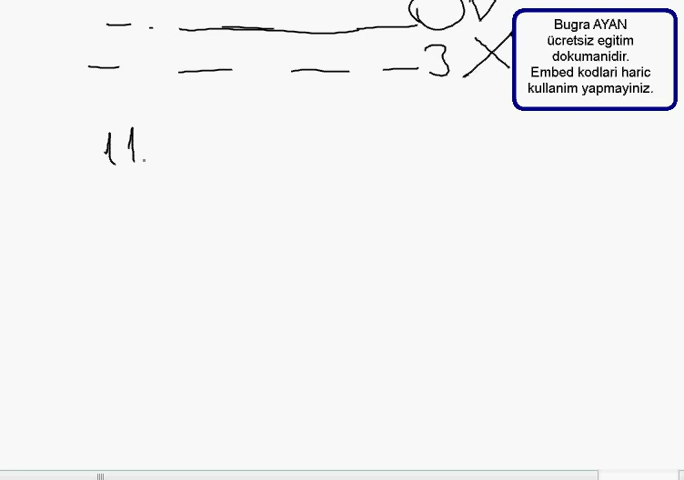 Bugra AYAN
ücretsiz egitim
dokumanidir.
Embed kodlari haric
kullanim yapmayiniz.
3
11.